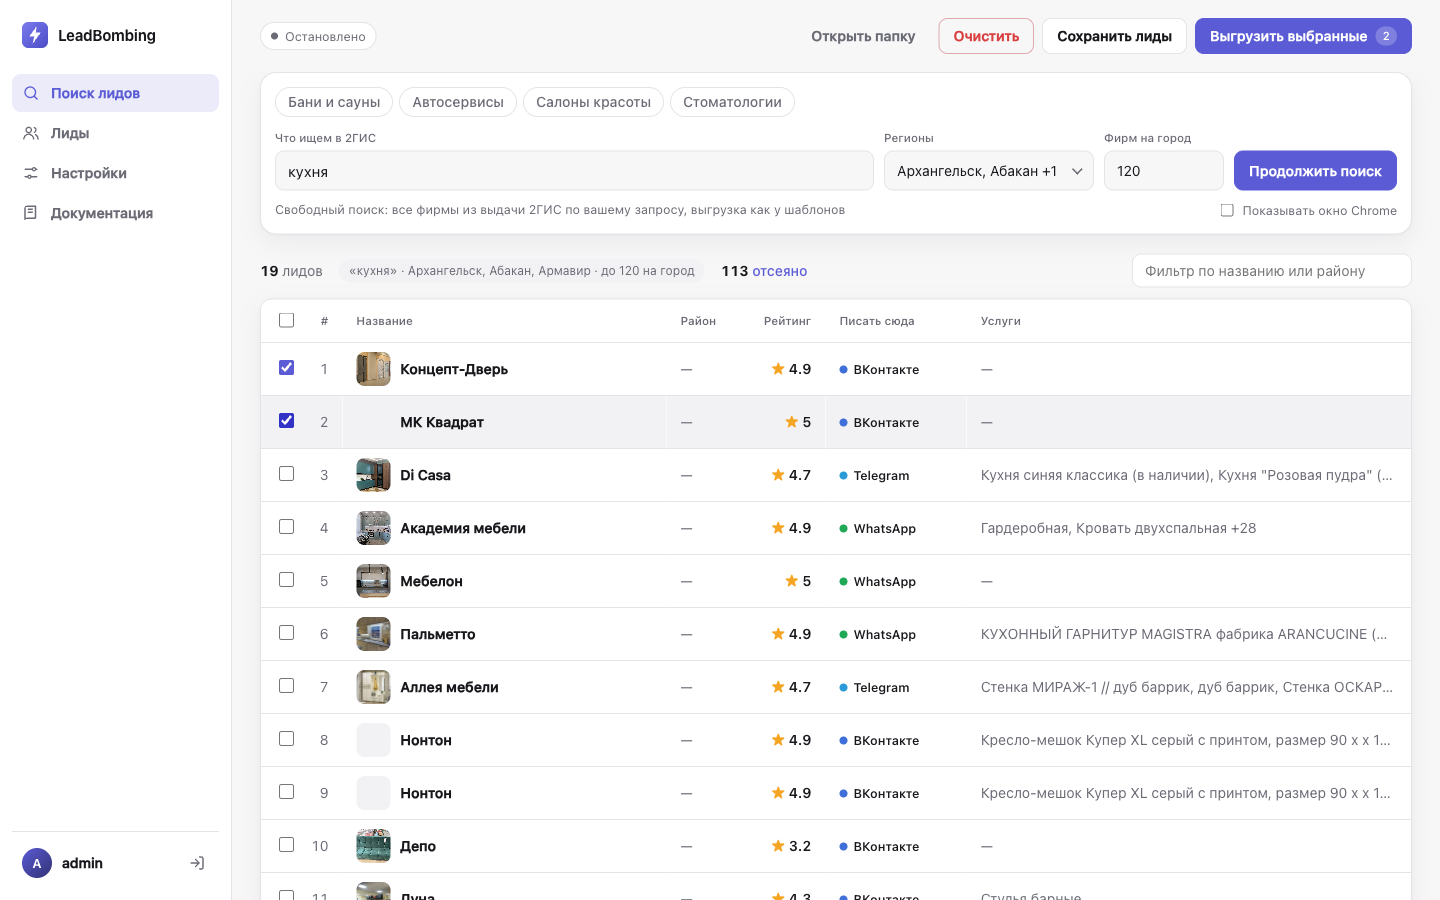 LeadBombing
Поиск лидов
Лиды
Настройки
Документация
A admin
Остановлено
Открыть папку
Очистить
Сохранить лиды
Выгрузить выбранные 2
Бани и сауны Автосервисы Салоны красоты Стоматологии
Что ищем в 2ГИС Регионы Фирм на город
кухня Архангельск, Абакан +1 120 Продолжить поиск
Свободный поиск: все фирмы из выдачи 2ГИС по вашему запросу, выгрузка как у шаблонов Показывать окно Chrome
19 лидов «кухня» · Архангельск, Абакан, Армавир · до 120 на город 113 отсеяно Фильтр по названию или району
# Название Район Рейтинг Писать сюда Услуги
1 Концепт-Дверь — 4.9 ВКонтакте —
2 МК Квадрат — 5 ВКонтакте —
3 Di Casa — 4.7 Telegram Кухня синяя классика (в наличии), Кухня "Розовая пудра" (...
4 Академия мебели — 4.9 WhatsApp Гардеробная, Кровать двухспальная +28
5 Мебелон — 5 WhatsApp —
6 Пальметто — 4.9 WhatsApp КУХОННЫЙ ГАРНИТУР MAGISTRA фабрика ARANCUCINE (...
7 Аллея мебели — 4.7 Telegram Стенка МИРАЖ-1 // дуб баррик, дуб баррик, Стенка ОСКАР...
8 Нонтон — 4.9 ВКонтакте Кресло-мешок Купер XL серый с принтом, размер 90 х х 1...
9 Нонтон — 4.9 ВКонтакте Кресло-мешок Купер XL серый с принтом, размер 90 х х 1...
10 Депо — 3.2 ВКонтакте —
11 Луна — 4.3 ВКонтакте Стулья барные